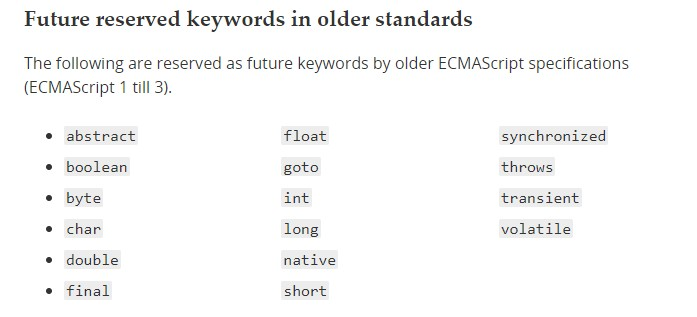 Future reserved keywords in older standards
The following are reserved as future keywords by older ECMAScript specifications
(ECMAScript 1 till 3).
abstract float synchronized
boolean goto throws
byte int transient
char long volatile
double native
final short